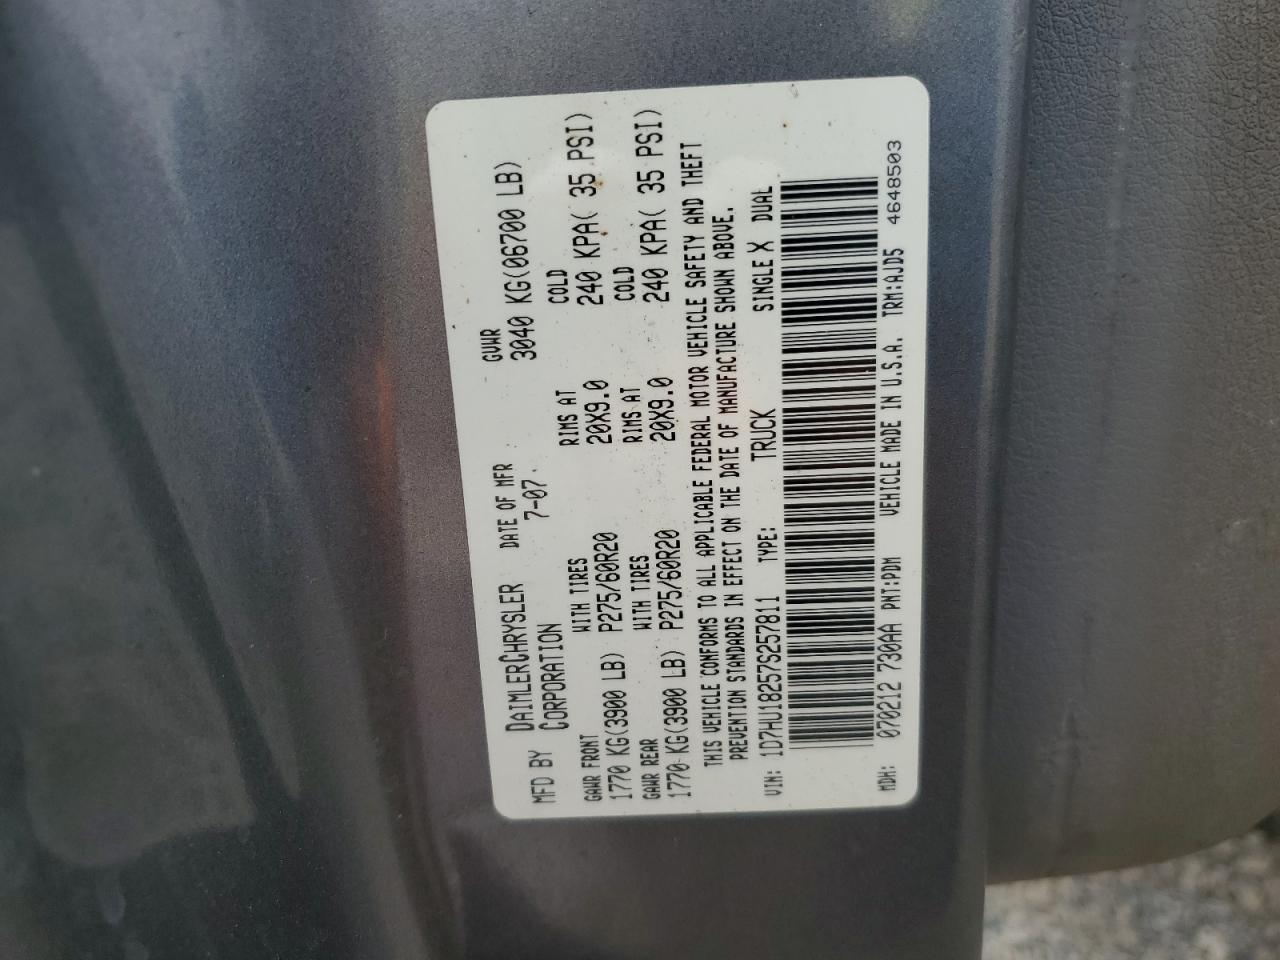 MFD BY DAIMLERCHRYSLER CORPORATION
DATE OF MFR 7-07
GVWR 3040 KG(06700 LB)
GAWR FRONT WITH TIRES RIMS AT COLD
1770 KG(3900 LB) P275/60R20 20X9.0 240 KPA( 35 PSI)
GAWR REAR WITH TIRES RIMS AT COLD
1770 KG(3900 LB) P275/60R20 20X9.0 240 KPA( 35 PSI)
THIS VEHICLE CONFORMS TO ALL APPLICABLE FEDERAL MOTOR VEHICLE SAFETY AND THEFT
PREVENTION STANDARDS IN EFFECT ON THE DATE OF MANUFACTURE SHOWN ABOVE.
VIN: 1D7HU18257S257811 TYPE: TRUCK SINGLE X DUAL
MDH: 070212 730AA PNT:PDM VEHICLE MADE IN U.S.A. TRM:AJD5 4648503